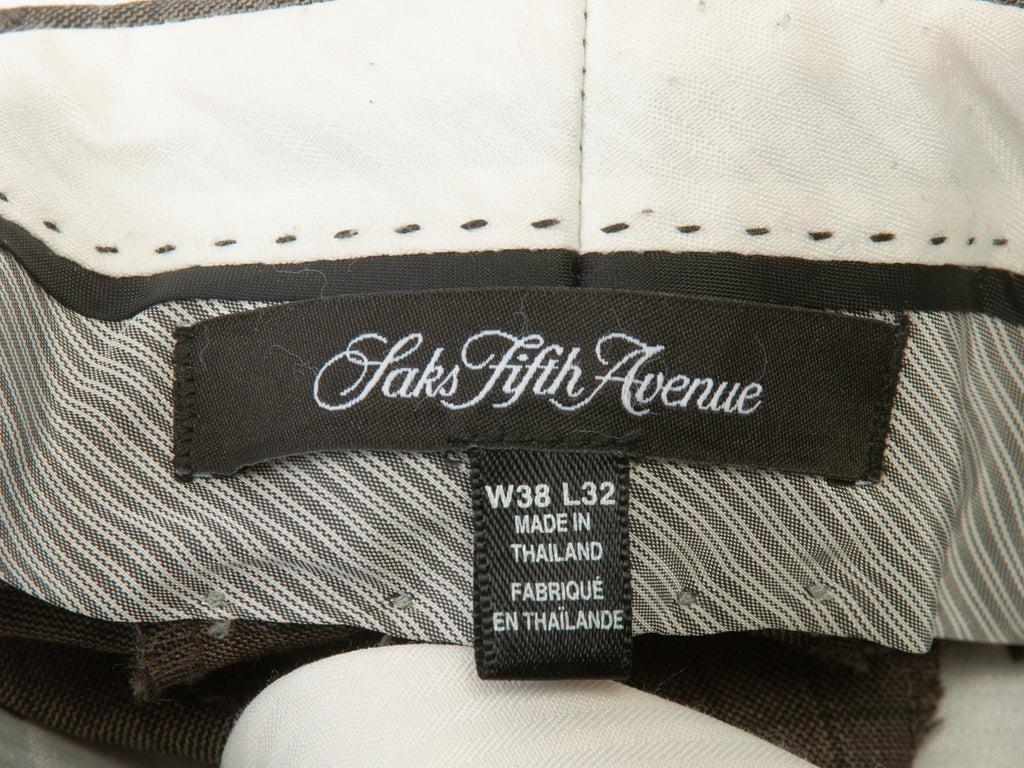 Saks Fifth Avenue
W38 L32
MADE IN
THAILAND
FABRIQUÉ
EN THAÏLANDE